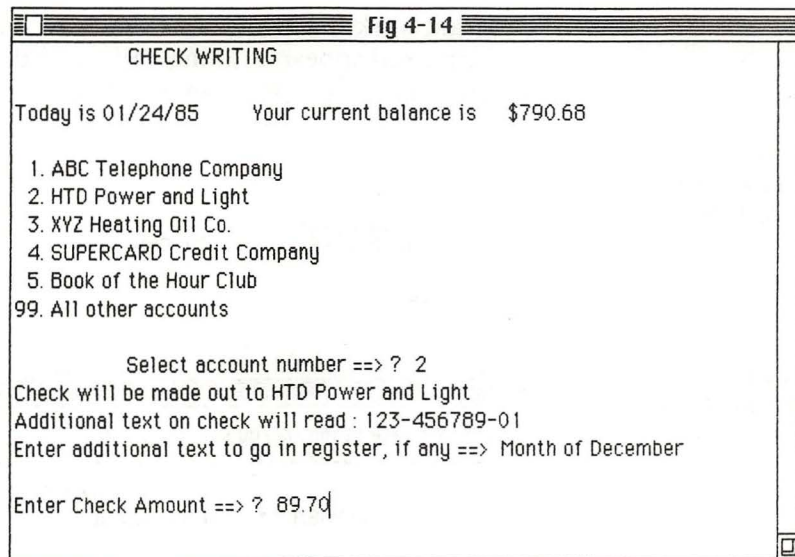 Fig 4-14
CHECK WRITING
Today is 01/24/85 Your current balance is $790.68
1. ABC Telephone Company
2. HTD Power and Light
3. XYZ Heating Oil Co.
4. SUPERCARD Credit Company
5. Book of the Hour Club
99. All other accounts
Select account number ==> ? 2
Check will be made out to HTD Power and Light
Additional text on check will read : 123-456789-01
Enter additional text to go in register, if any ==> Month of December
Enter Check Amount ==> ? 89.70